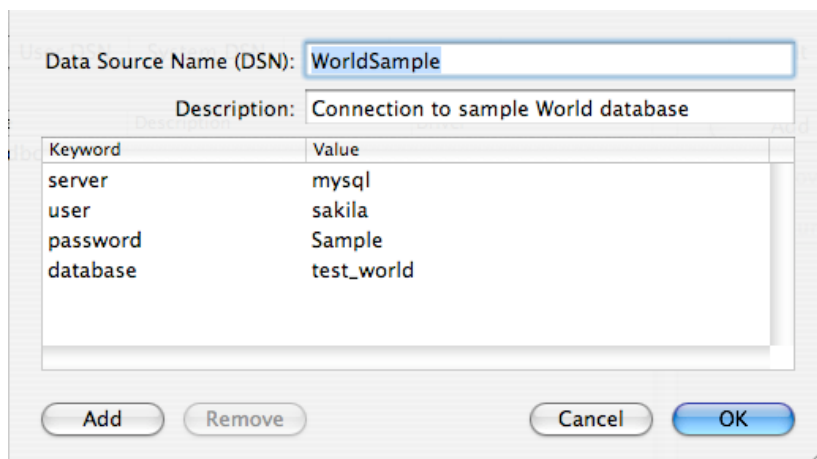 Data Source Name (DSN): WorldSample
Description: Connection to sample World database
Keyword Value
server mysql
user sakila
password Sample
database test_world
Add Remove Cancel OK